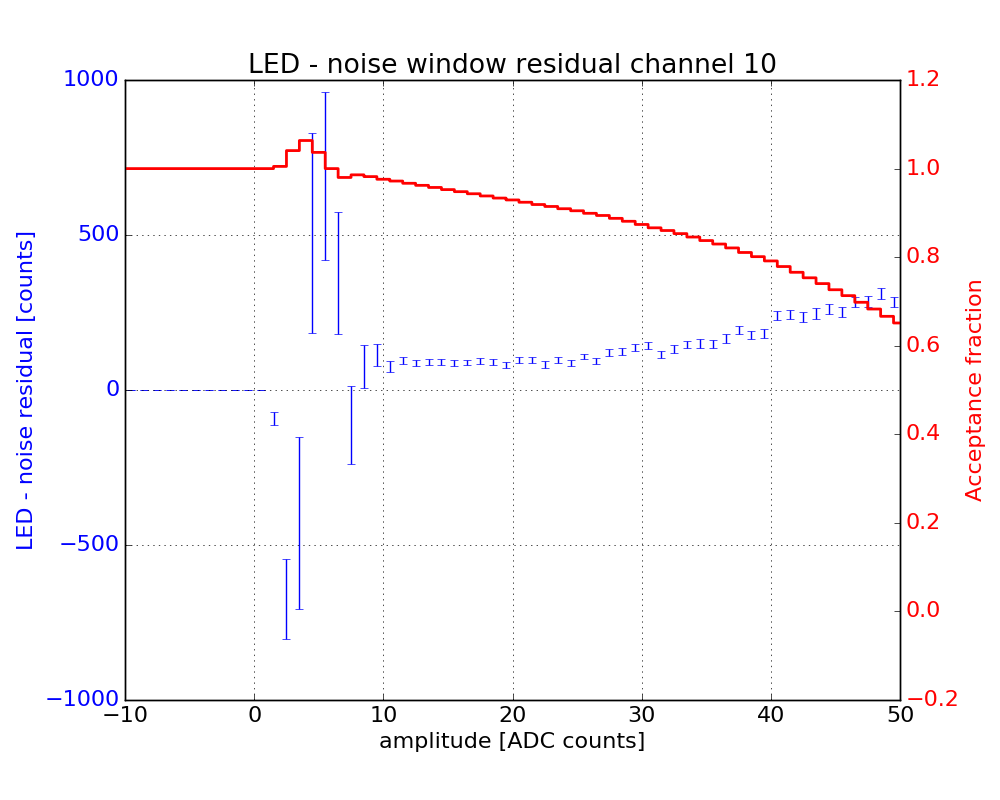 LED - noise window residual channel 10
1000
500
0
−500
−1000
LED - noise residual [counts]
1.2
1.0
0.8
0.6
0.4
0.2
0.0
−0.2
Acceptance fraction
−10 0 10 20 30 40 50
amplitude [ADC counts]